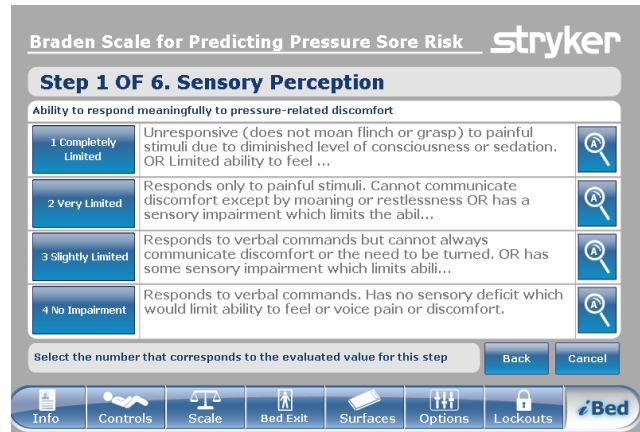 Braden Scale for Predicting Pressure Sore Risk
stryker
Step 1 OF 6. Sensory Perception
Ability to respond meaningfully to pressure-related discomfort
1 Completely
Limited
Unresponsive (does not moan flinch or grasp) to painful
stimuli due to diminished level of consciousness or sedation.
OR Limited ability to feel ...
A
2 Very Limited
Responds only to painful stimuli. Cannot communicate
discomfort except by moaning or restlessness OR has a
sensory impairment which limits the abil...
A
3 Slightly Limited
Responds to verbal commands but cannot always
communicate discomfort or the need to be turned. OR has
some sensory impairment which limits abili...
A
4 No Impairment
Responds to verbal commands. Has no sensory deficit which
would limit ability to feel or voice pain or discomfort.
A
Select the number that corresponds to the evaluated value for this step
Back
Cancel
Info
Controls
Scale
Bed Exit
Surfaces
Options
Lockouts
iBed